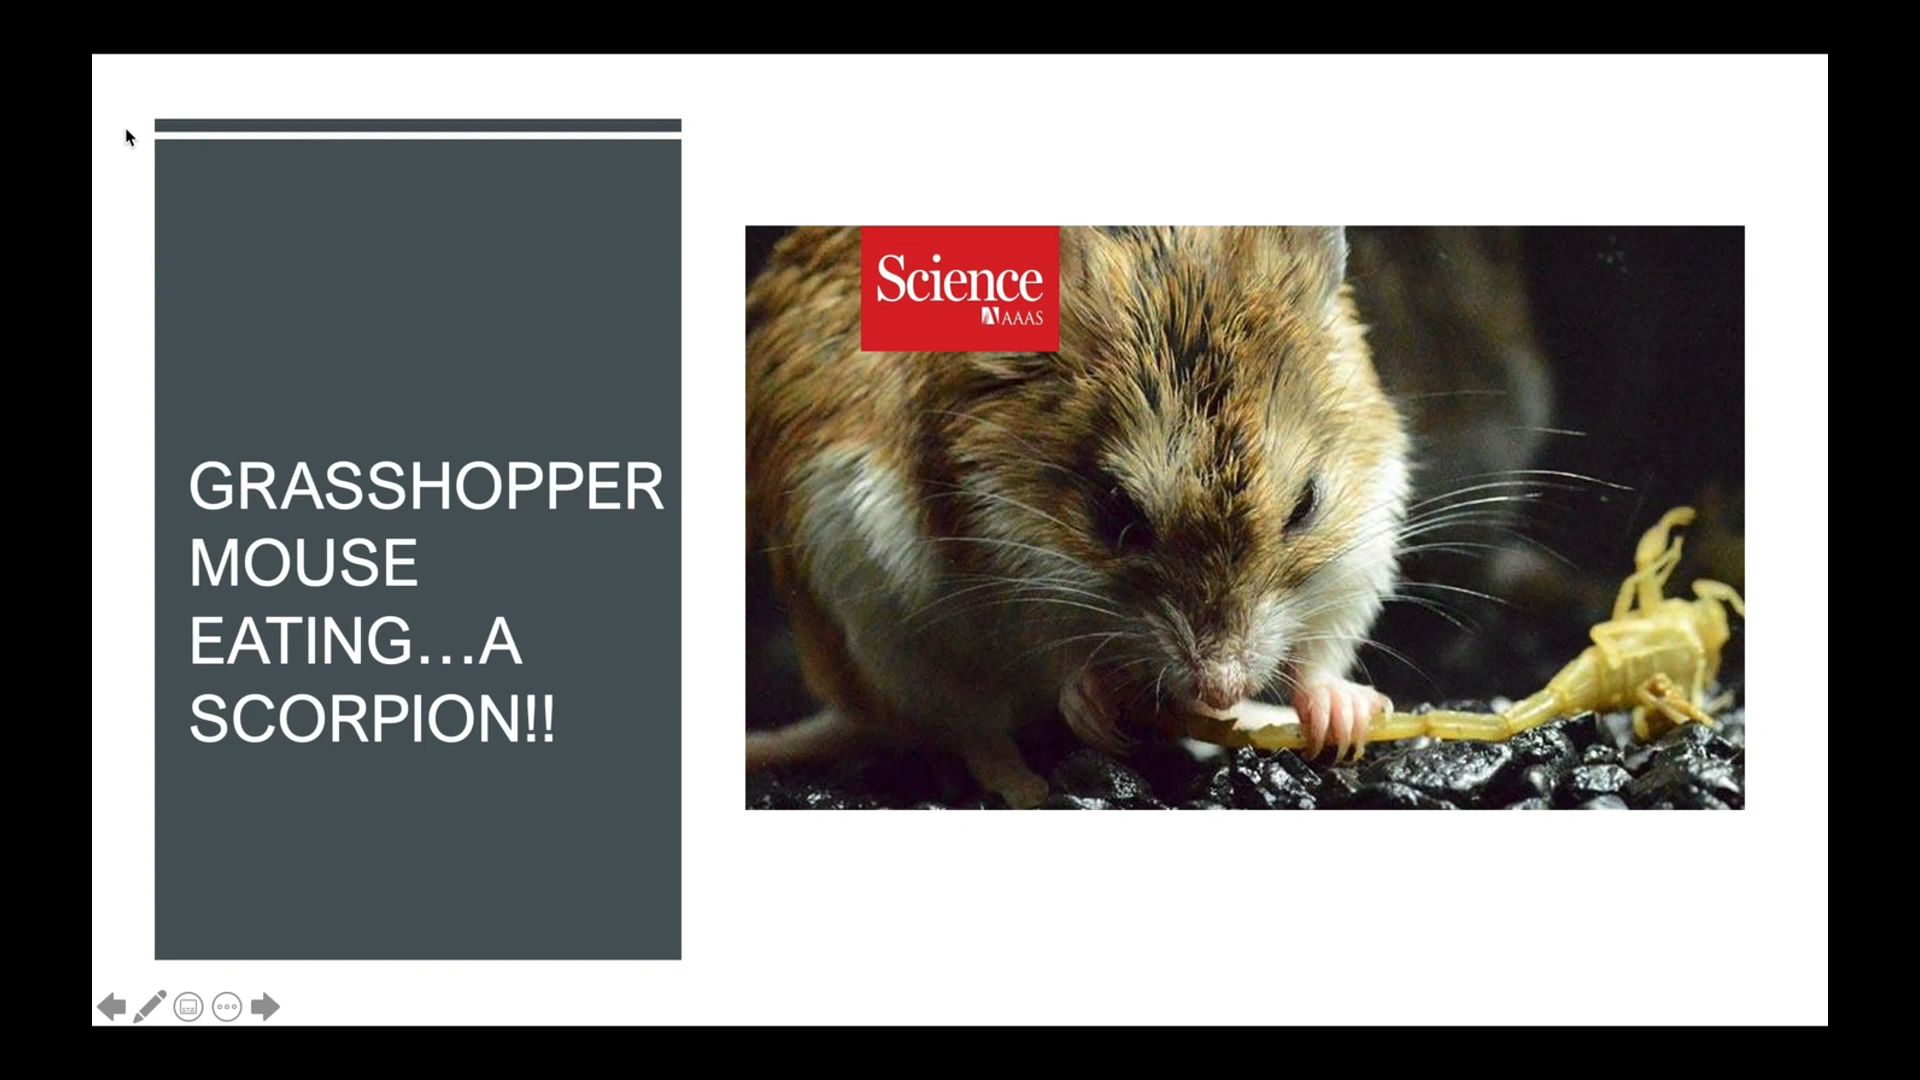 GRASSHOPPER
MOUSE
EATING…A
SCORPION!!
Science
AAAS